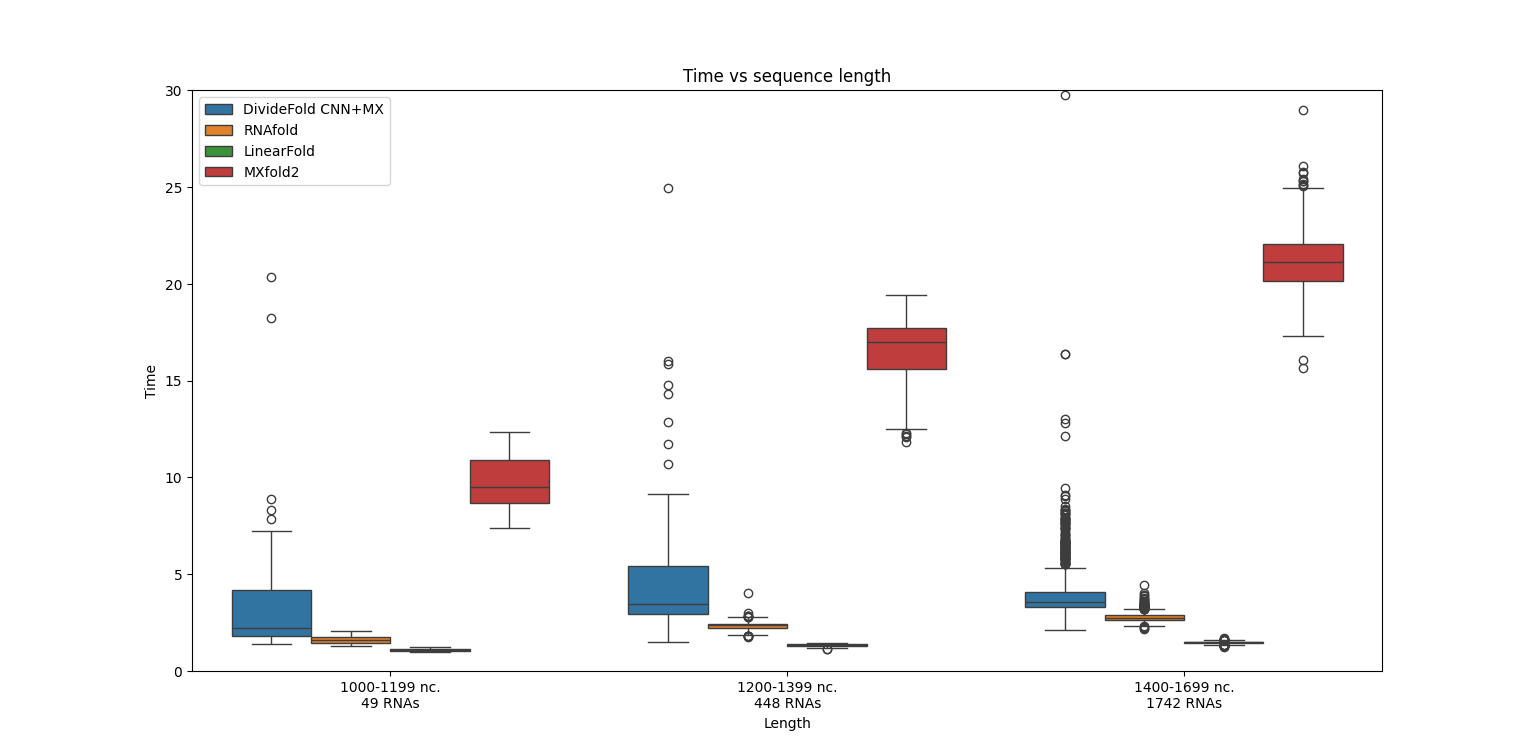 Time vs sequence length
DivideFold CNN+MX
RNAfold
LinearFold
MXfold2
Time
30
25
20
15
10
5
0
1000-1199 nc.
49 RNAs
1200-1399 nc.
448 RNAs
1400-1699 nc.
1742 RNAs
Length